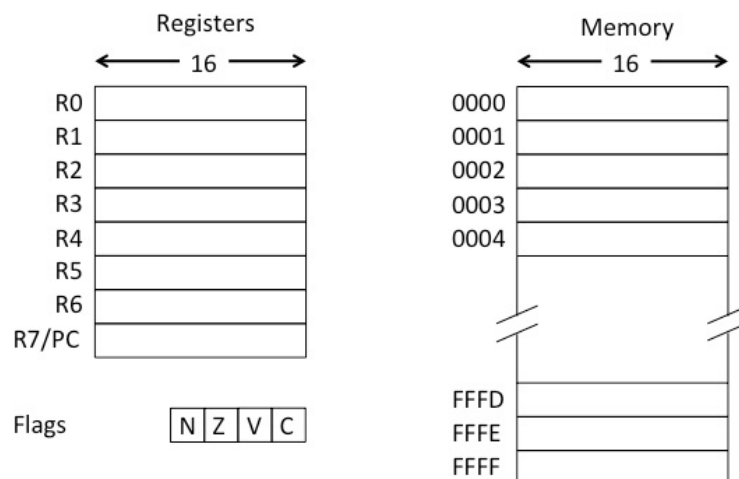 Registers
16
R0
R1
R2
R3
R4
R5
R6
R7/PC
Flags
N Z V C
Memory
16
0000
0001
0002
0003
0004
FFFD
FFFE
FFFF